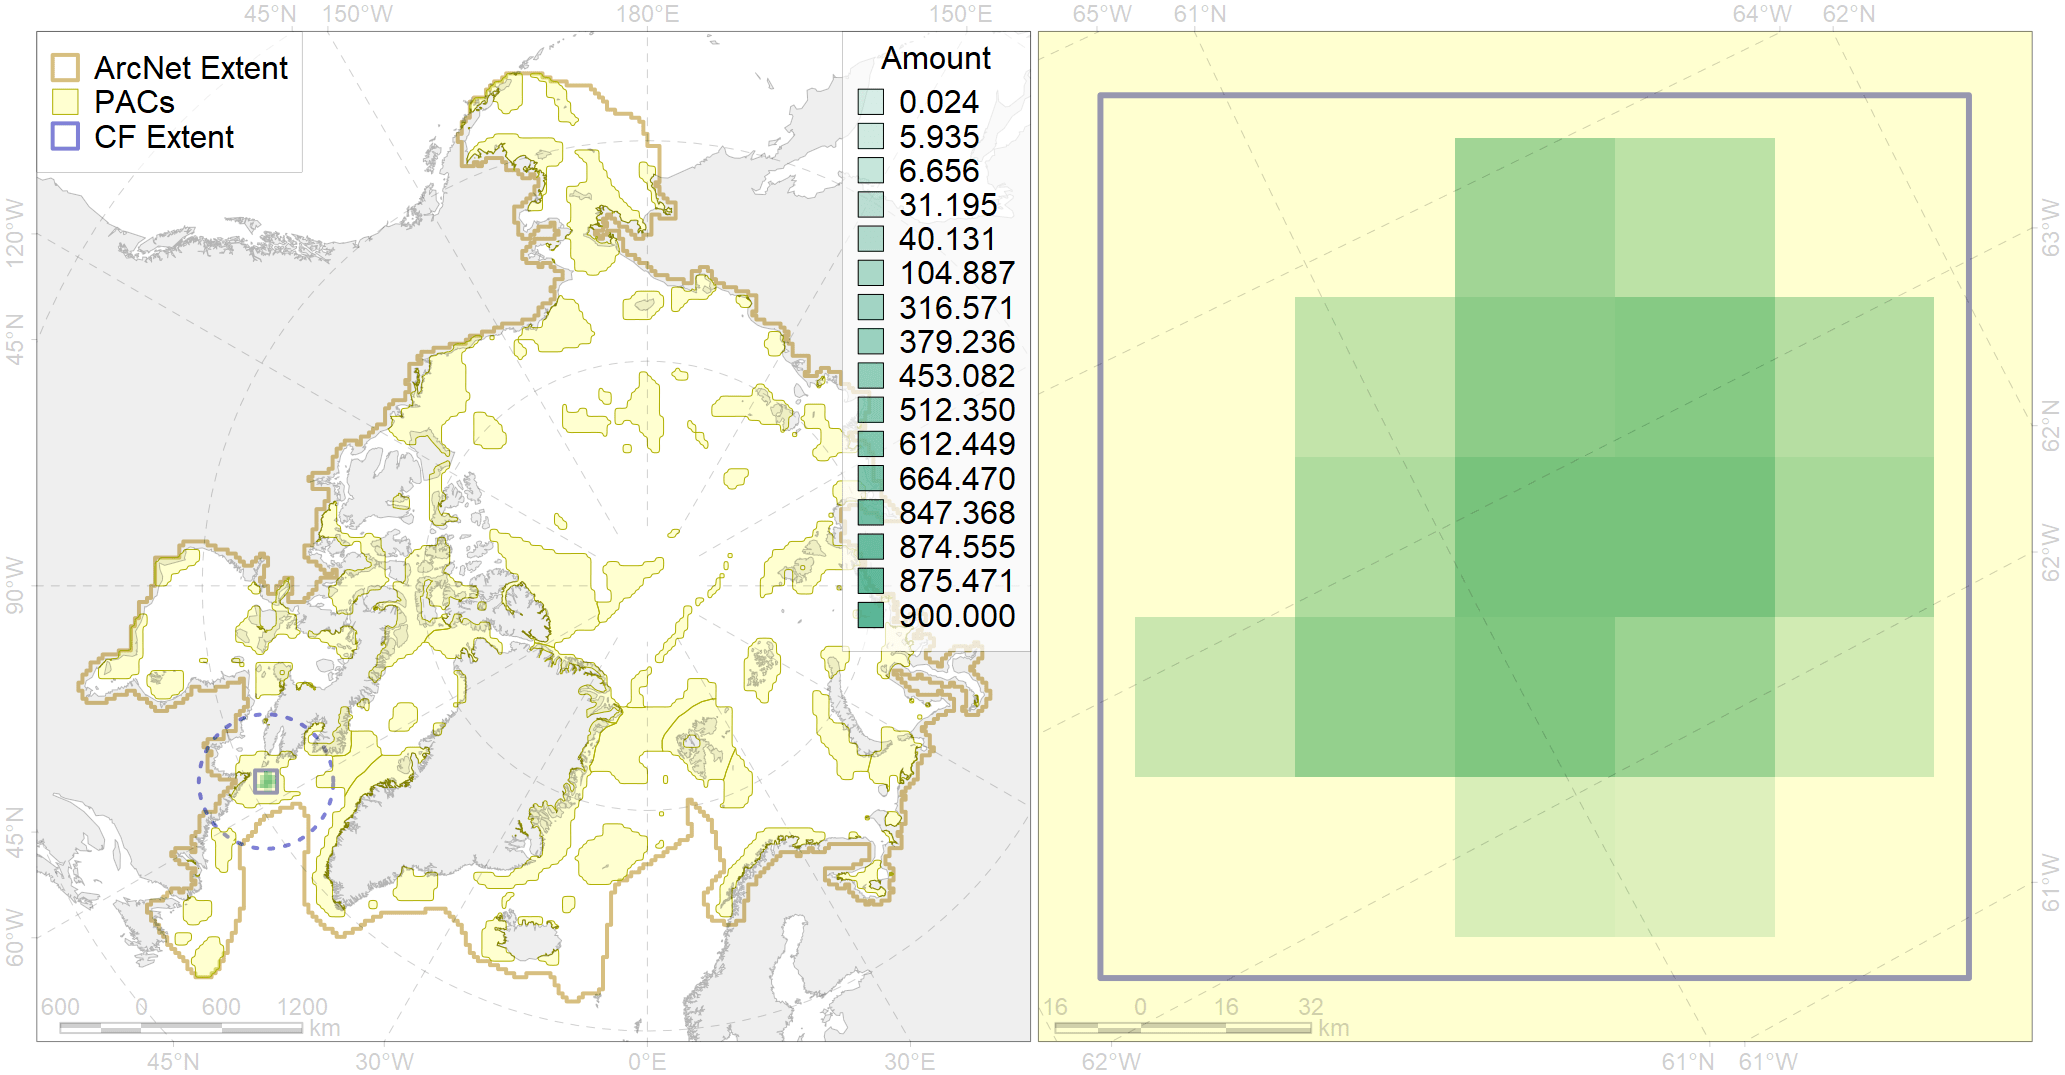 45°N 150°W 180°E 150°E 65°W 61°N 64°W 62°N
ArcNet Extent
PACs
CF Extent
Amount
0.024
5.935
6.656
31.195
40.131
104.887
316.571
379.236
453.082
512.350
612.449
664.470
847.368
874.555
875.471
900.000
120°W
45°N
90°W
45°N
60°W
63°W
62°N
62°W
61°W
600 0 600 1200
km
16 0 16 32
km
45°N 30°W 0°E 30°E 62°W 61°N 61°W